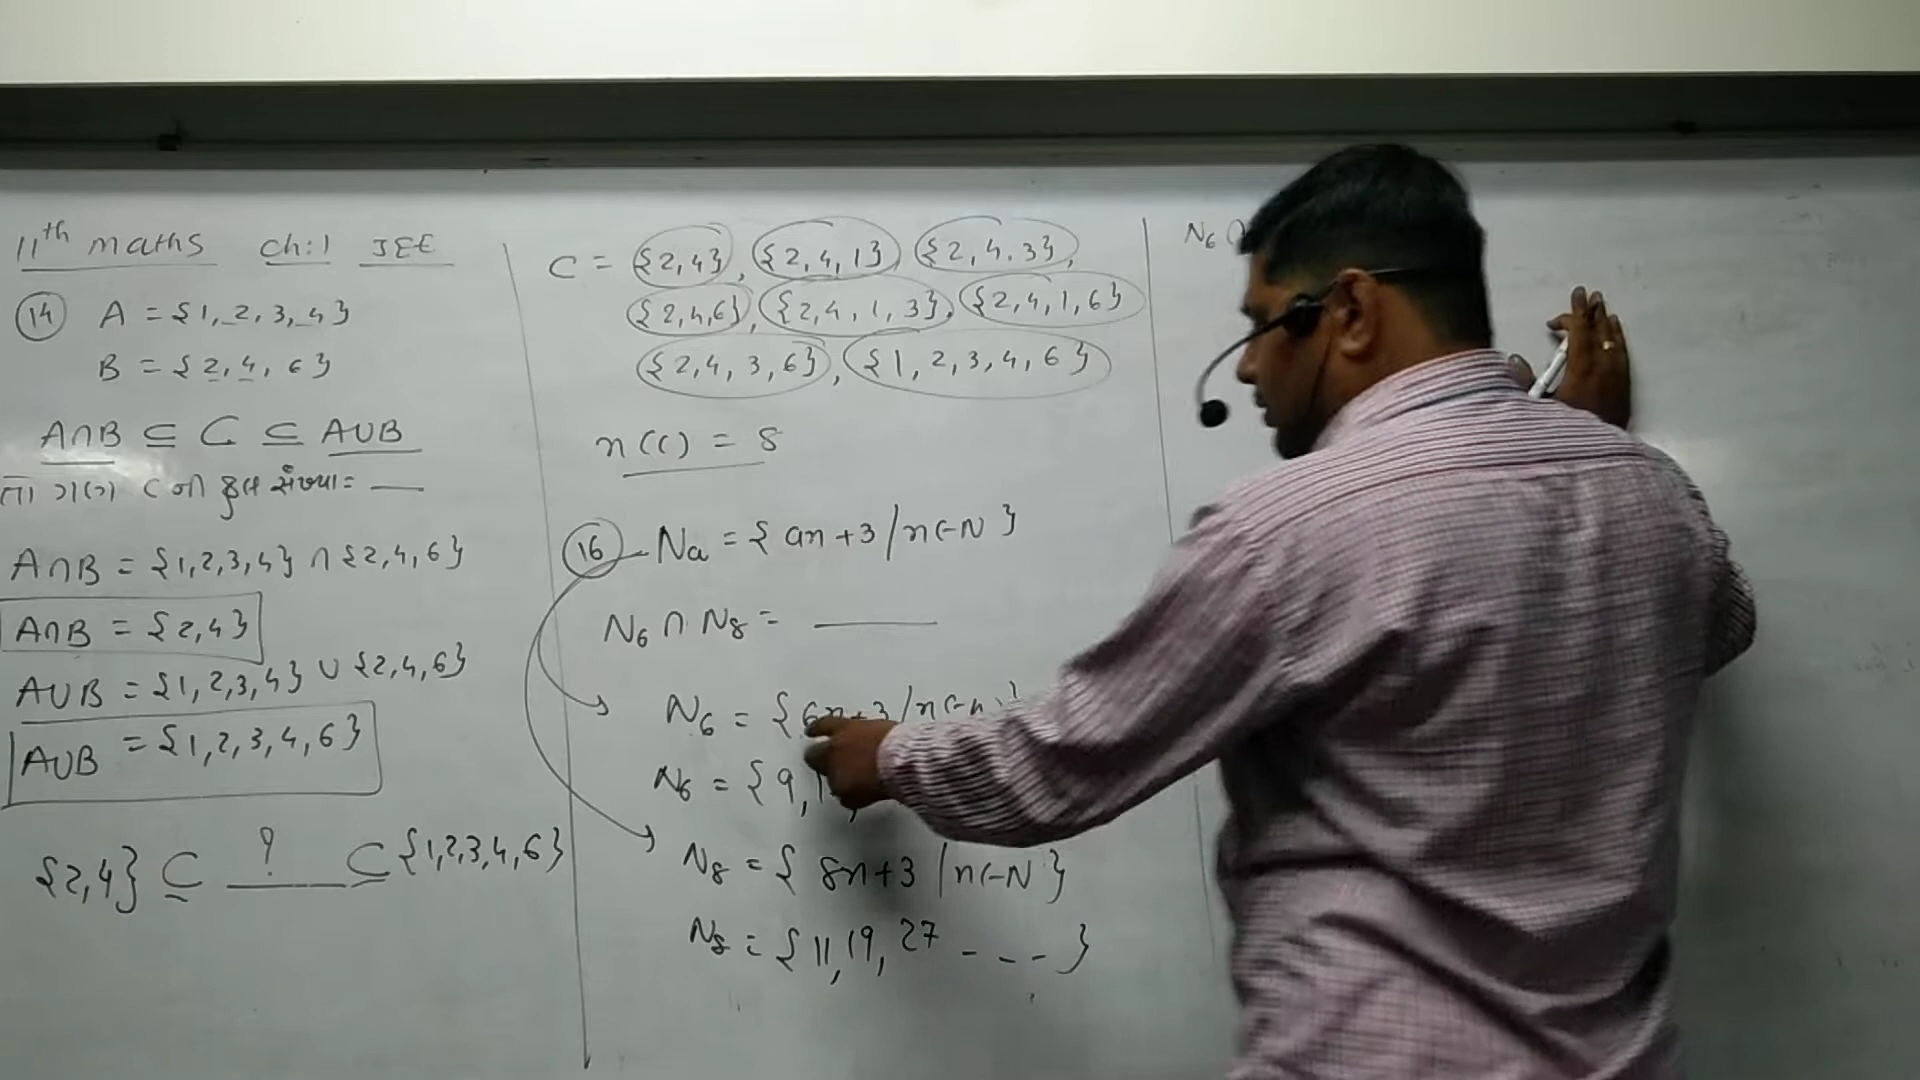 11th maths ch:1 JEE
14 A = {1, 2, 3, 4}
B = {2, 4, 6}
A∩B ⊆ C ⊆ A∪B
C ની કુલ સંખ્યા = ___
A∩B = {1,2,3,4} ∩ {2,4,6}
A∩B = {2,4}
A∪B = {1,2,3,4} ∪ {2,4,6}
A∪B = {1,2,3,4,6}
{2,4} ⊆ ? ⊆ {1,2,3,4,6}
C = {2,4}, {2,4,1}, {2,4,3},
{2,4,6}, {2,4,1,3}, {2,4,1,6}
{2,4,3,6}, {1,2,3,4,6}
n(C) = 8
16 Na = {an+3 / n∈N}
N6 ∩ N8 = ___
N6 = {6n+3 / n∈N}
N6 = {9,
N8 = {8n+3 / n∈N}
N8 = {11, 19, 27 - - - -}
N6